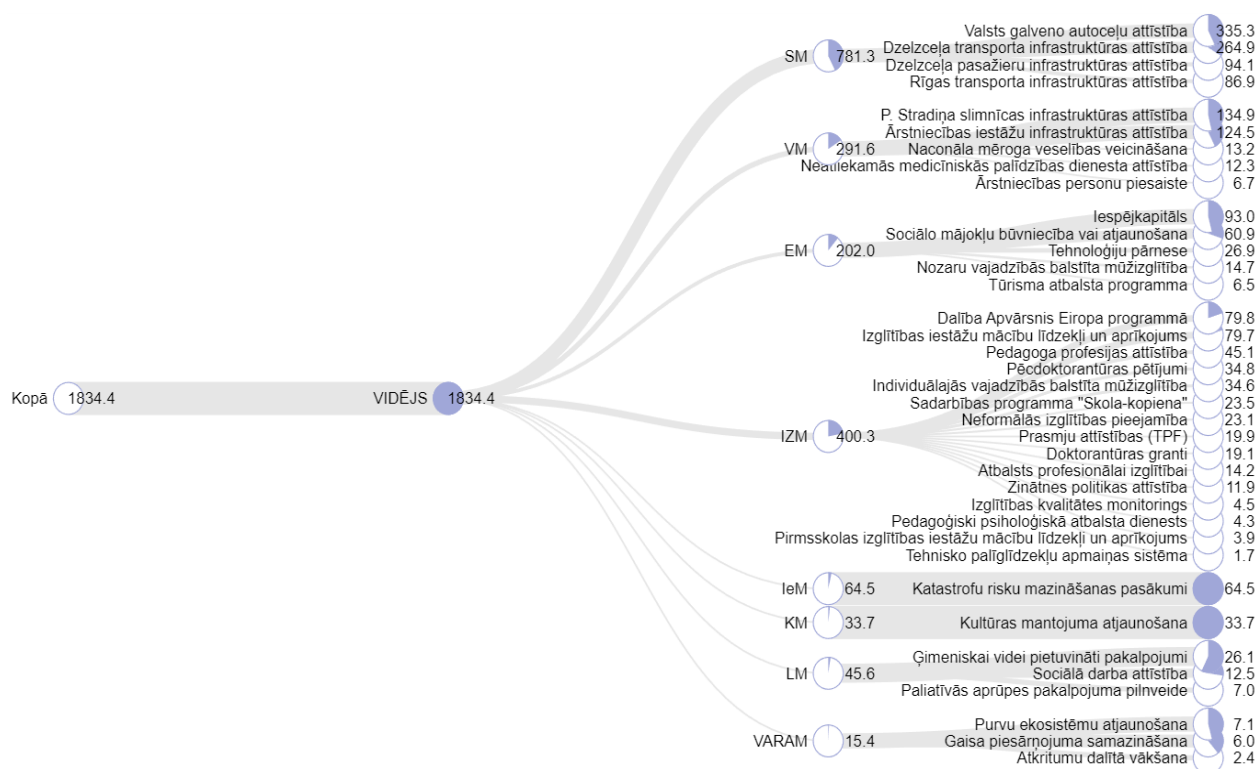 Kopā 1834.4
VIDĒJS 1834.4
SM 781.3
Valsts galveno autoceļu attīstība 335.3
Dzelzceļa transporta infrastruktūras attīstība 264.9
Dzelzceļa pasažieru infrastruktūras attīstība 94.1
Rīgas transporta infrastruktūras attīstība 86.9
VM 291.6
P. Stradiņa slimnīcas infrastruktūras attīstība 134.9
Ārstniecības iestāžu infrastruktūras attīstība 124.5
Naconāla mēroga veselības veicināšana 13.2
Neatliekamās medicīniskās palīdzības dienesta attīstība 12.3
Ārstniecības personu piesaiste 6.7
EM 202.0
Iespējkapitāls 93.0
Sociālo mājokļu būvniecība vai atjaunošana 60.9
Tehnoloģiju pārnese 26.9
Nozaru vajadzībās balstīta mūžizglītība 14.7
Tūrisma atbalsta programma 6.5
IZM 400.3
Dalība Apvārsnis Eiropa programmā 79.8
Izglītības iestāžu mācību līdzekļi un aprīkojums 79.7
Pedagoga profesijas attīstība 45.1
Pēcdoktorantūras pētījumi 34.8
Individuālajās vajadzībās balstīta mūžizglītība 34.6
Sadarbības programma "Skola-kopiena" 23.5
Neformālās izglītības pieejamība 23.1
Prasmju attīstības (TPF) 19.9
Doktorantūras granti 19.1
Atbalsts profesionālai izglītībai 14.2
Zinātnes politikas attīstība 11.9
Izglītības kvalitātes monitorings 4.5
Pedagoģiski psiholoģiskā atbalsta dienests 4.3
Pirmsskolas izglītības iestāžu mācību līdzekļi un aprīkojums 3.9
Tehnisko palīglīdzekļu apmaiņas sistēma 1.7
IeM 64.5
Katastrofu risku mazināšanas pasākumi 64.5
KM 33.7
Kultūras mantojuma atjaunošana 33.7
LM 45.6
Ģimeniskai videi pietuvināti pakalpojumi 26.1
Sociālā darba attīstība 12.5
Paliatīvās aprūpes pakalpojuma pilnveide 7.0
VARAM 15.4
Purvu ekosistēmu atjaunošana 7.1
Gaisa piesārņojuma samazināšana 6.0
Atkritumu dalītā vākšana 2.4